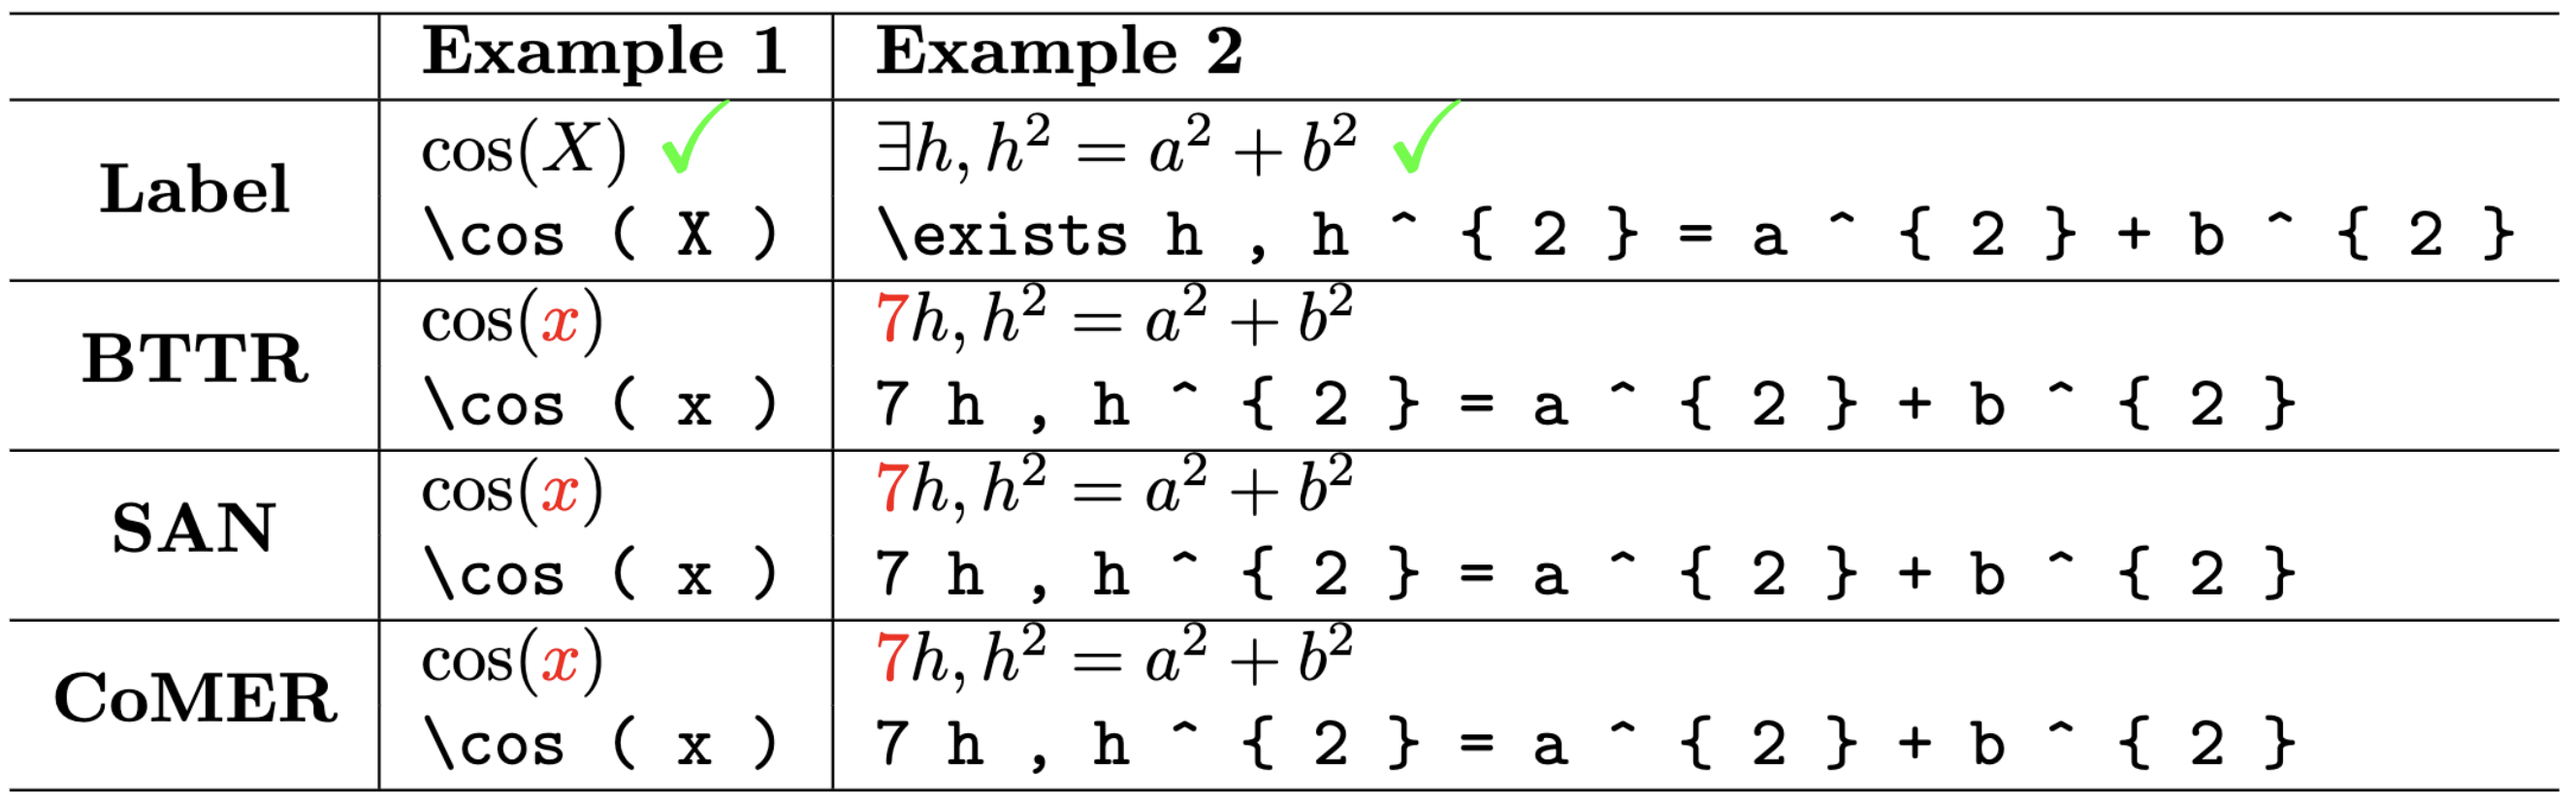 Example 1 Example 2
Label
cos(X) ✓ ∃h, h² = a² + b² ✓
\cos ( X ) \exists h , h ^ { 2 } = a ^ { 2 } + b ^ { 2 }
BTTR
cos(x) 7h, h² = a² + b²
\cos ( x ) 7 h , h ^ { 2 } = a ^ { 2 } + b ^ { 2 }
SAN
cos(x) 7h, h² = a² + b²
\cos ( x ) 7 h , h ^ { 2 } = a ^ { 2 } + b ^ { 2 }
CoMER
cos(x) 7h, h² = a² + b²
\cos ( x ) 7 h , h ^ { 2 } = a ^ { 2 } + b ^ { 2 }